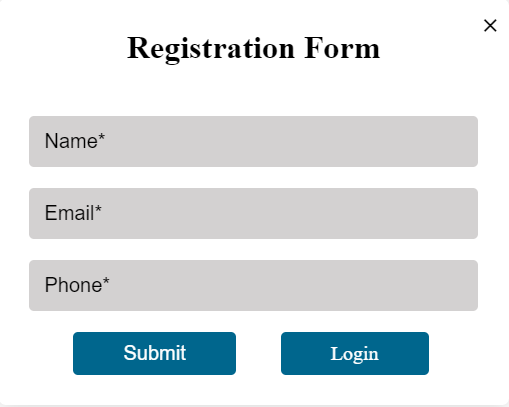 Registration Form
Name*
Email*
Phone*
Submit
Login